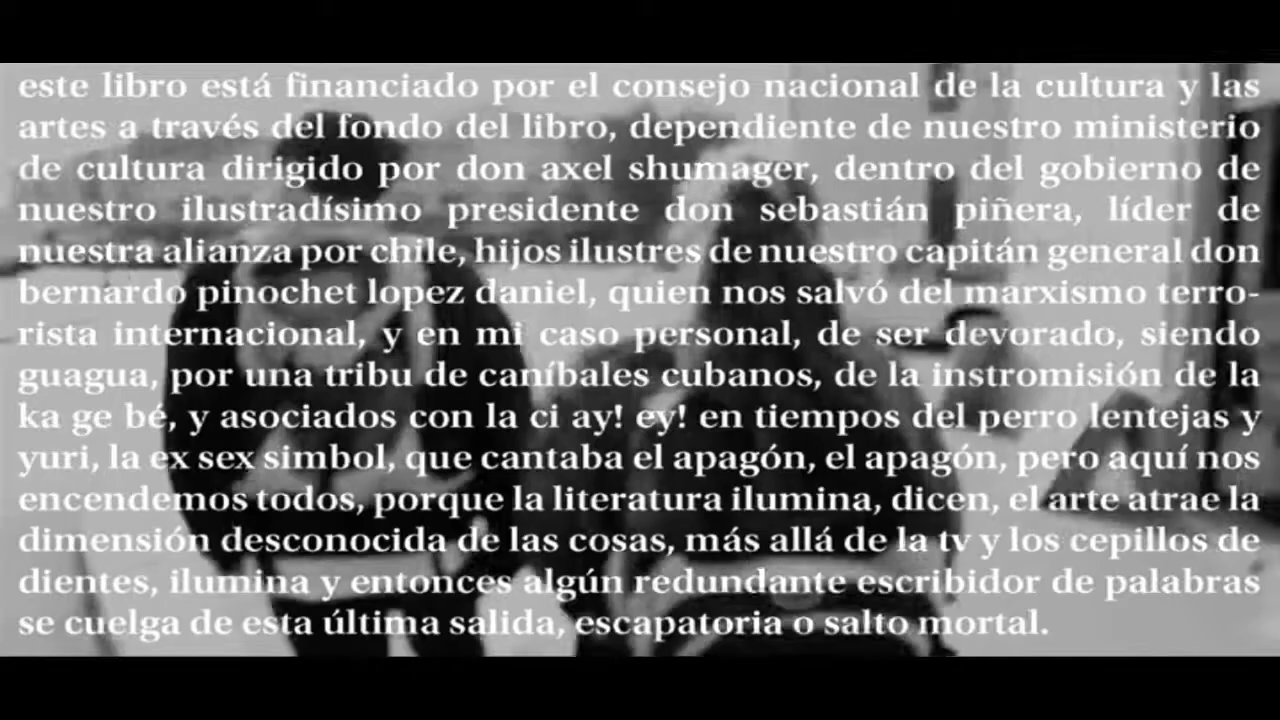 este libro está financiado por el consejo nacional de la cultura y las
artes a través del fondo del libro, dependiente de nuestro ministerio
de cultura dirigido por don axel shumager, dentro del gobierno de
nuestro ilustradísimo presidente don sebastián piñera, líder de
nuestra alianza por chile, hijos ilustres de nuestro capitán general don
bernardo pinochet lopez daniel, quien nos salvó del marxismo terro-
rista internacional, y en mi caso personal, de ser devorado, siendo
guagua, por una tribu de caníbales cubanos, de la instromisión de la
ka ge bé, y asociados con la ci ay! ey! en tiempos del perro lentejas y
yuri, la ex sex simbol, que cantaba el apagón, el apagón, pero aquí nos
encendemos todos, porque la literatura ilumina, dicen, el arte atrae la
dimensión desconocida de las cosas, más allá de la tv y los cepillos de
dientes, ilumina y entonces algún redundante escribidor de palabras
se cuelga de esta última salida, escapatoria o salto mortal.